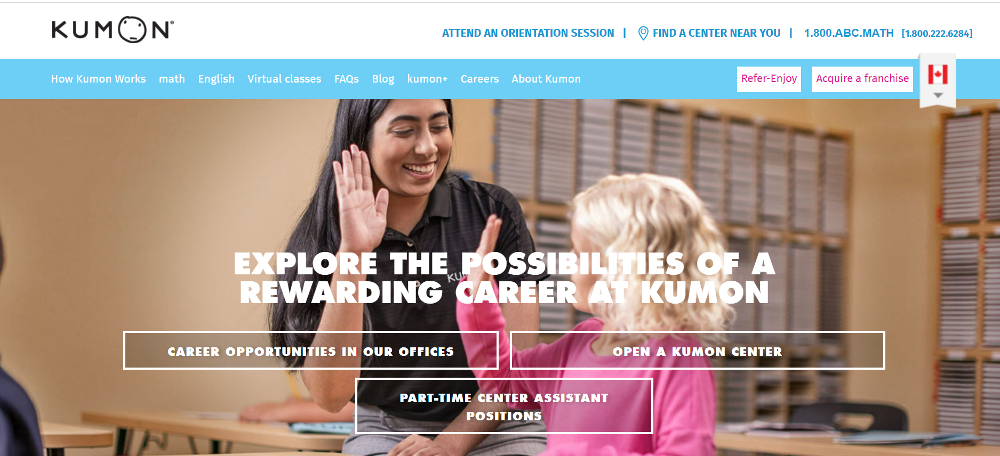 KUMON®
ATTEND AN ORIENTATION SESSION | FIND A CENTER NEAR YOU | 1.800.ABC.MATH [1.800.222.6284]
How Kumon Works math English Virtual classes FAQs Blog kumon+ Careers About Kumon Refer-Enjoy Acquire a franchise
EXPLORE THE POSSIBILITIES OF A
REWARDING CAREER AT KUMON
CAREER OPPORTUNITIES IN OUR OFFICES
OPEN A KUMON CENTER
PART-TIME CENTER ASSISTANT
POSITIONS